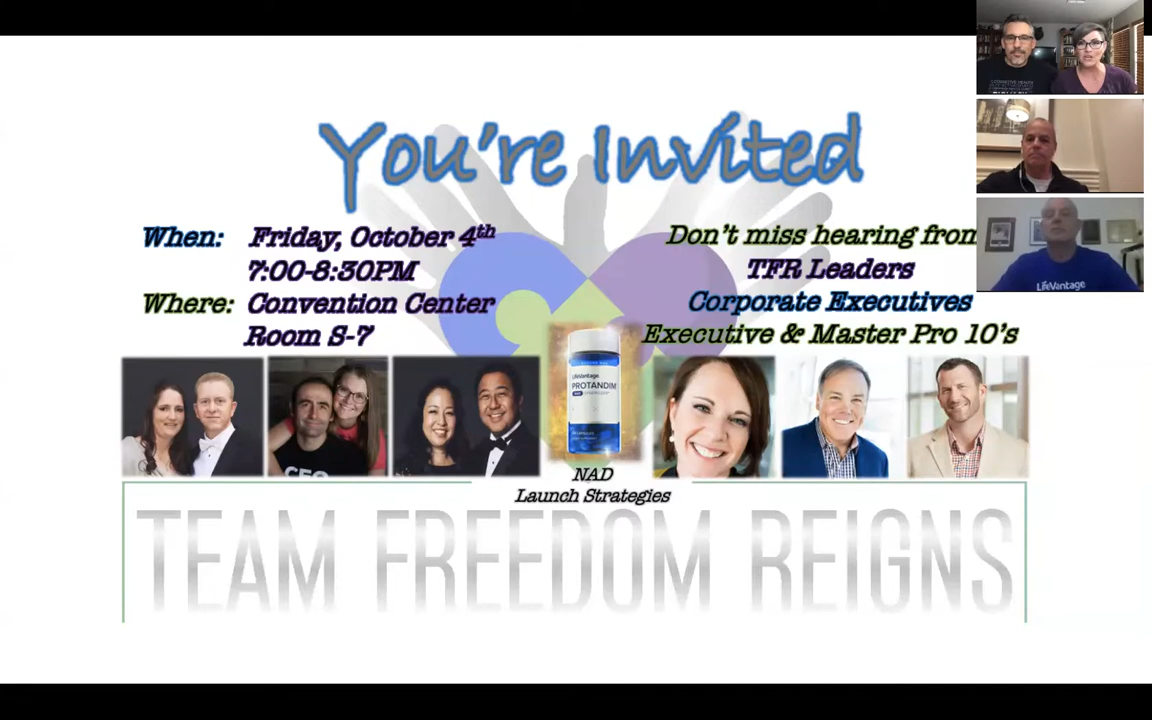 You're Invited
When: Friday, October 4th
7:00-8:30PM
Where: Convention Center
Room S-7
Don't miss hearing from
TFR Leaders
Corporate Executives
Executive & Master Pro 10's
CEO
LifeVantage
PROTANDIM
NAD
Launch Strategies
TEAM FREEDOM REIGNS
LifeVantage